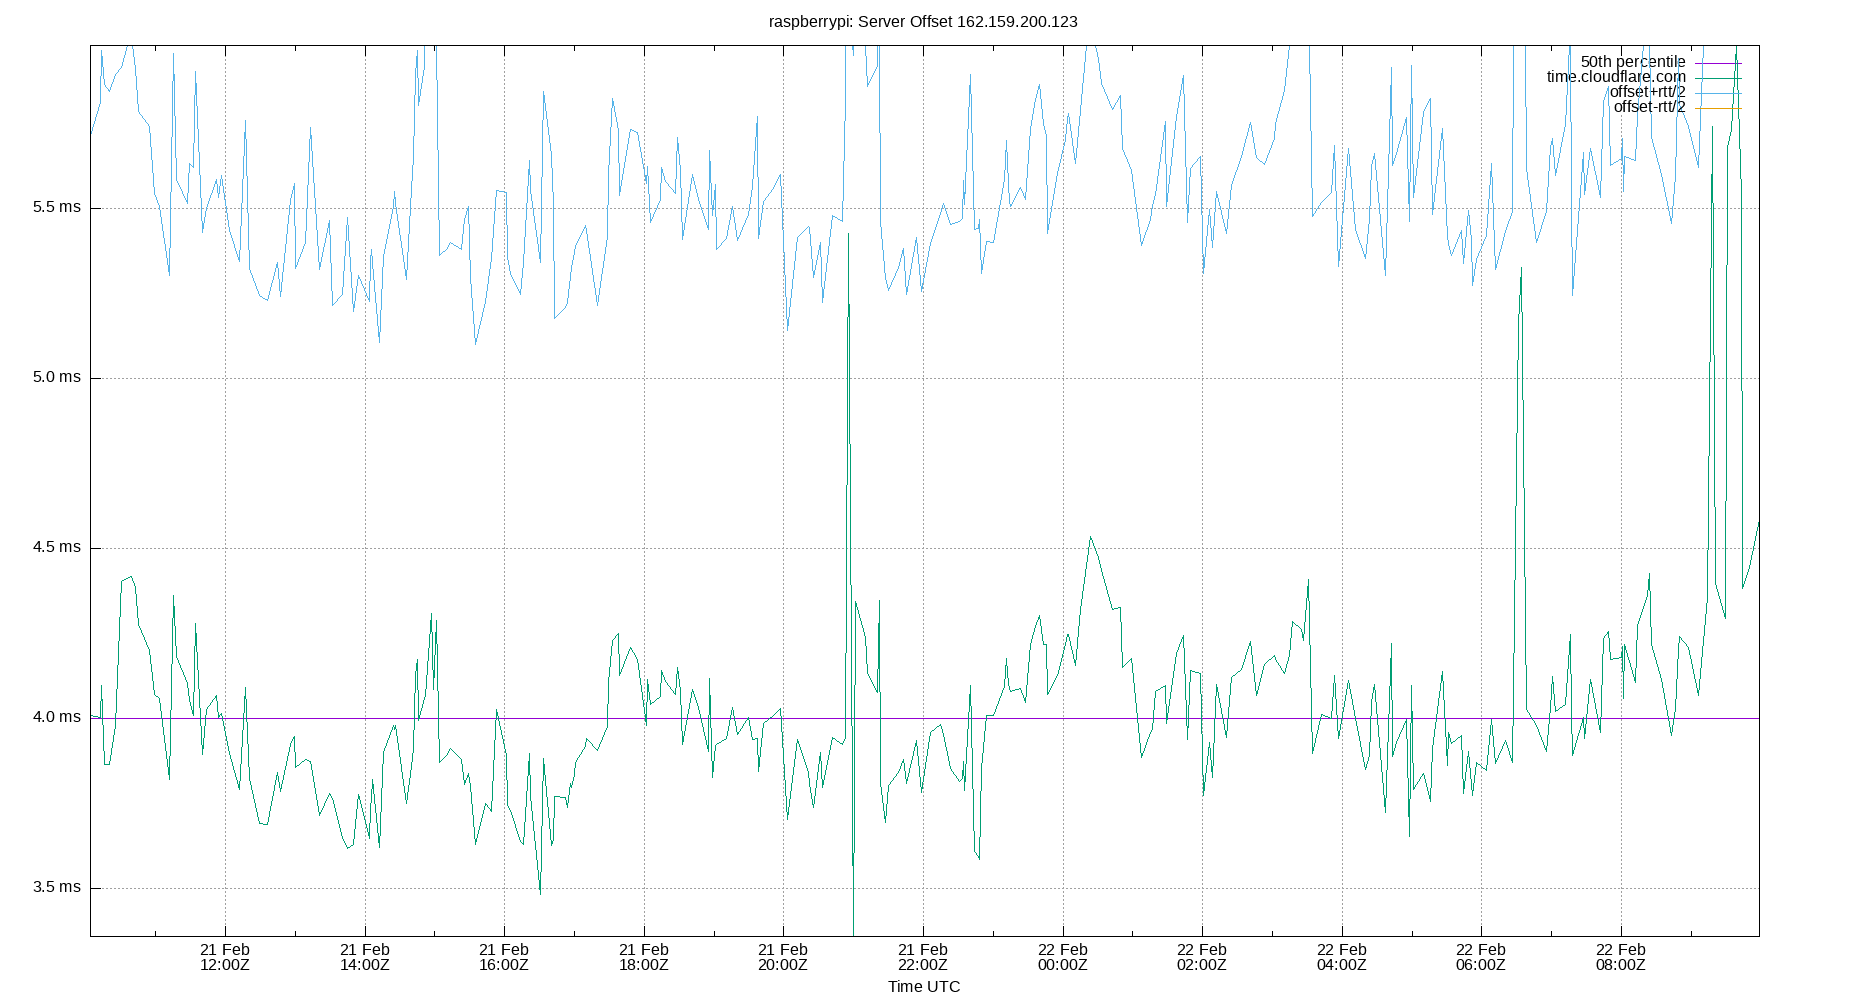 raspberrypi: Server Offset 162.159.200.123
50th percentile
time.cloudflare.com
offset+rtt/2
offset-rtt/2
5.5 ms
5.0 ms
4.5 ms
4.0 ms
3.5 ms
21 Feb 21 Feb 21 Feb 21 Feb 21 Feb 21 Feb 22 Feb 22 Feb 22 Feb 22 Feb 22 Feb
12:00Z 14:00Z 16:00Z 18:00Z 20:00Z 22:00Z 00:00Z 02:00Z 04:00Z 06:00Z 08:00Z
Time UTC